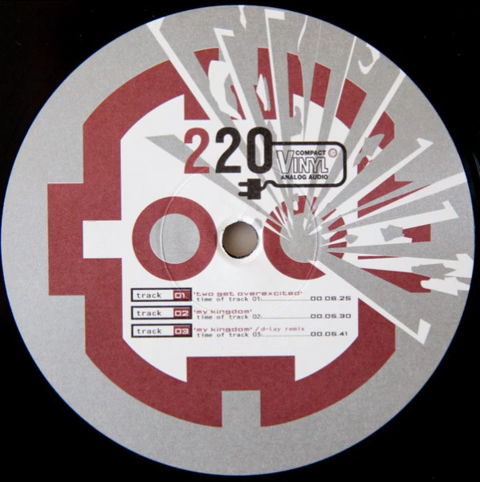 220
COMPACT
VINYL
ANALOG AUDIO
track 01 'two get overexcited'
time of track 01:...................00.06.25
track 02 'my kingdom'
time of track 02:...................00.05.30
track 03 'my kingdom' / d-lay remix
time of track 03:...................00.05.41